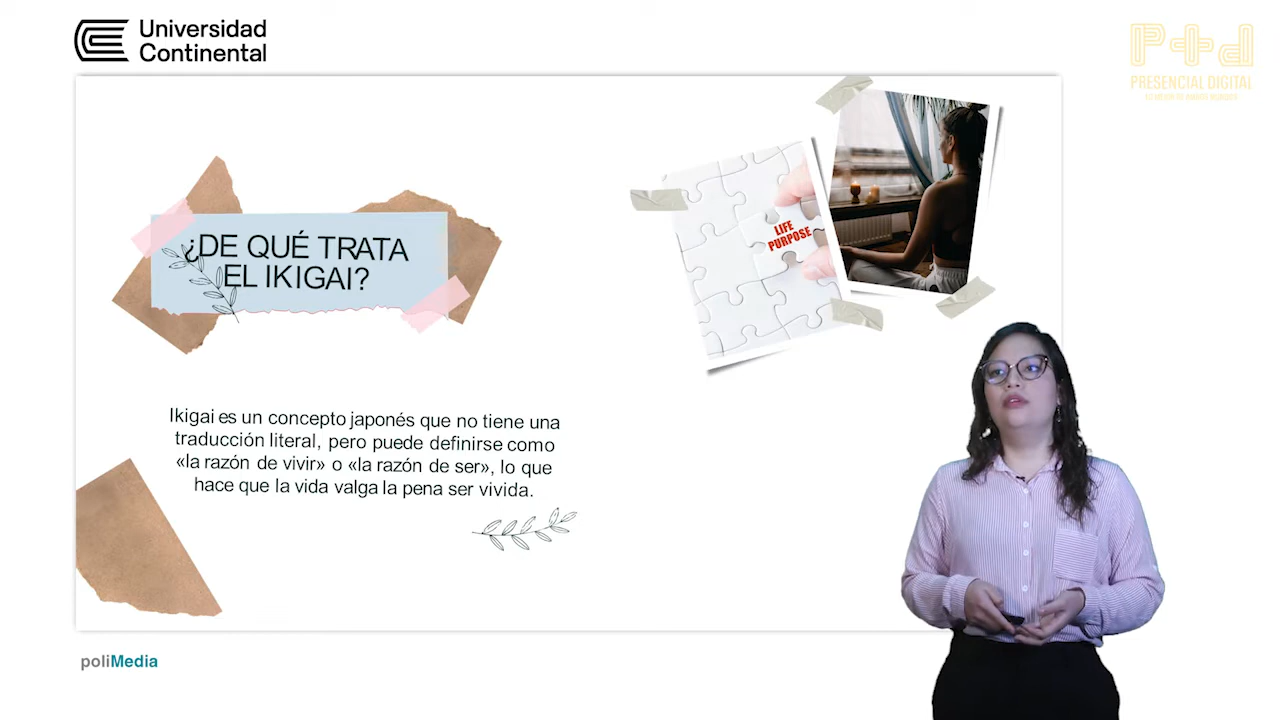 Universidad
Continental
P+d
PRESENCIAL DIGITAL
¿DE QUÉ TRATA
EL IKIGAI?
LIFE
PURPOSE
Ikigai es un concepto japonés que no tiene una
traducción literal, pero puede definirse como
«la razón de vivir» o «la razón de ser», lo que
hace que la vida valga la pena ser vivida.
poliMedia